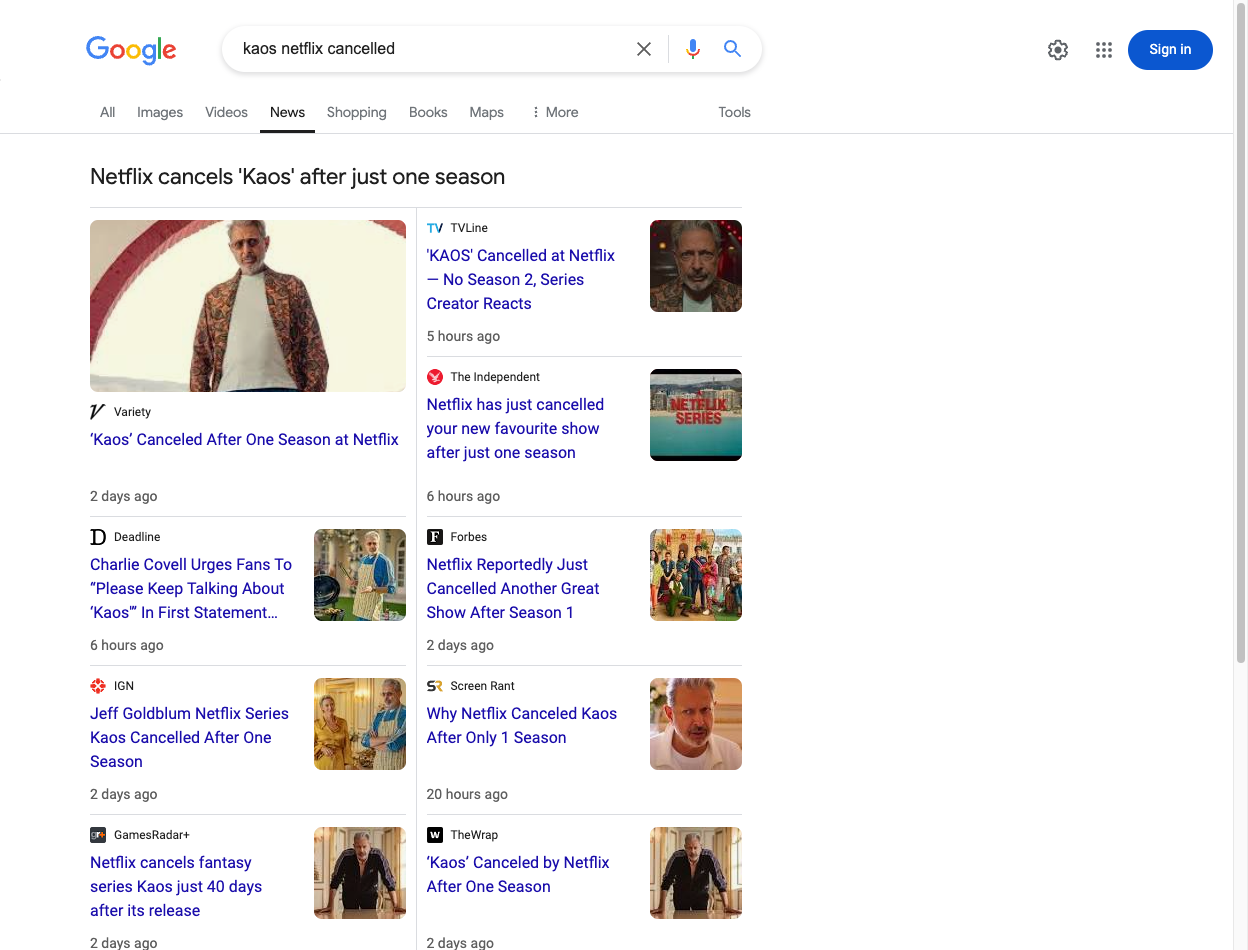 Google
kaos netflix cancelled
Sign in
All
Images
Videos
News
Shopping
Books
Maps
More
Tools
Netflix cancels 'Kaos' after just one season
Variety
‘Kaos’ Canceled After One Season at Netflix
2 days ago
TV TVLine
'KAOS' Cancelled at Netflix
— No Season 2, Series
Creator Reacts
5 hours ago
The Independent
Netflix has just cancelled
your new favourite show
after just one season
NETFLIX
SERIES
6 hours ago
D Deadline
Charlie Covell Urges Fans To
“Please Keep Talking About
‘Kaos'” In First Statement...
6 hours ago
F Forbes
Netflix Reportedly Just
Cancelled Another Great
Show After Season 1
2 days ago
IGN
Jeff Goldblum Netflix Series
Kaos Cancelled After One
Season
2 days ago
SR Screen Rant
Why Netflix Canceled Kaos
After Only 1 Season
20 hours ago
gr+ GamesRadar+
Netflix cancels fantasy
series Kaos just 40 days
after its release
2 days ago
W TheWrap
‘Kaos’ Canceled by Netflix
After One Season
2 days ago